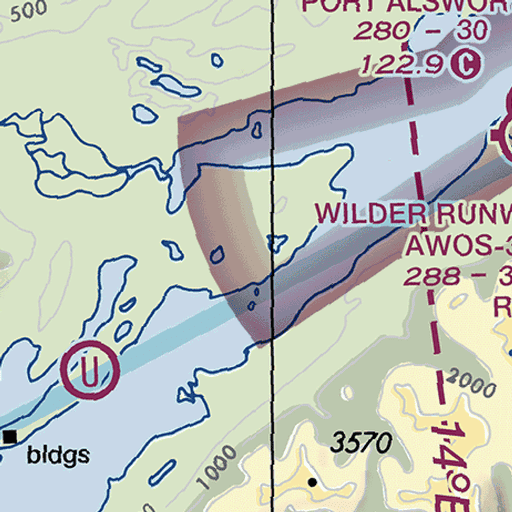 500
PORT ALSWOR
280 - 30
122.9 C
WILDER RUNW
AWOS-3
288 - 3
R
U
2000
bldgs
3570
1000
14°E